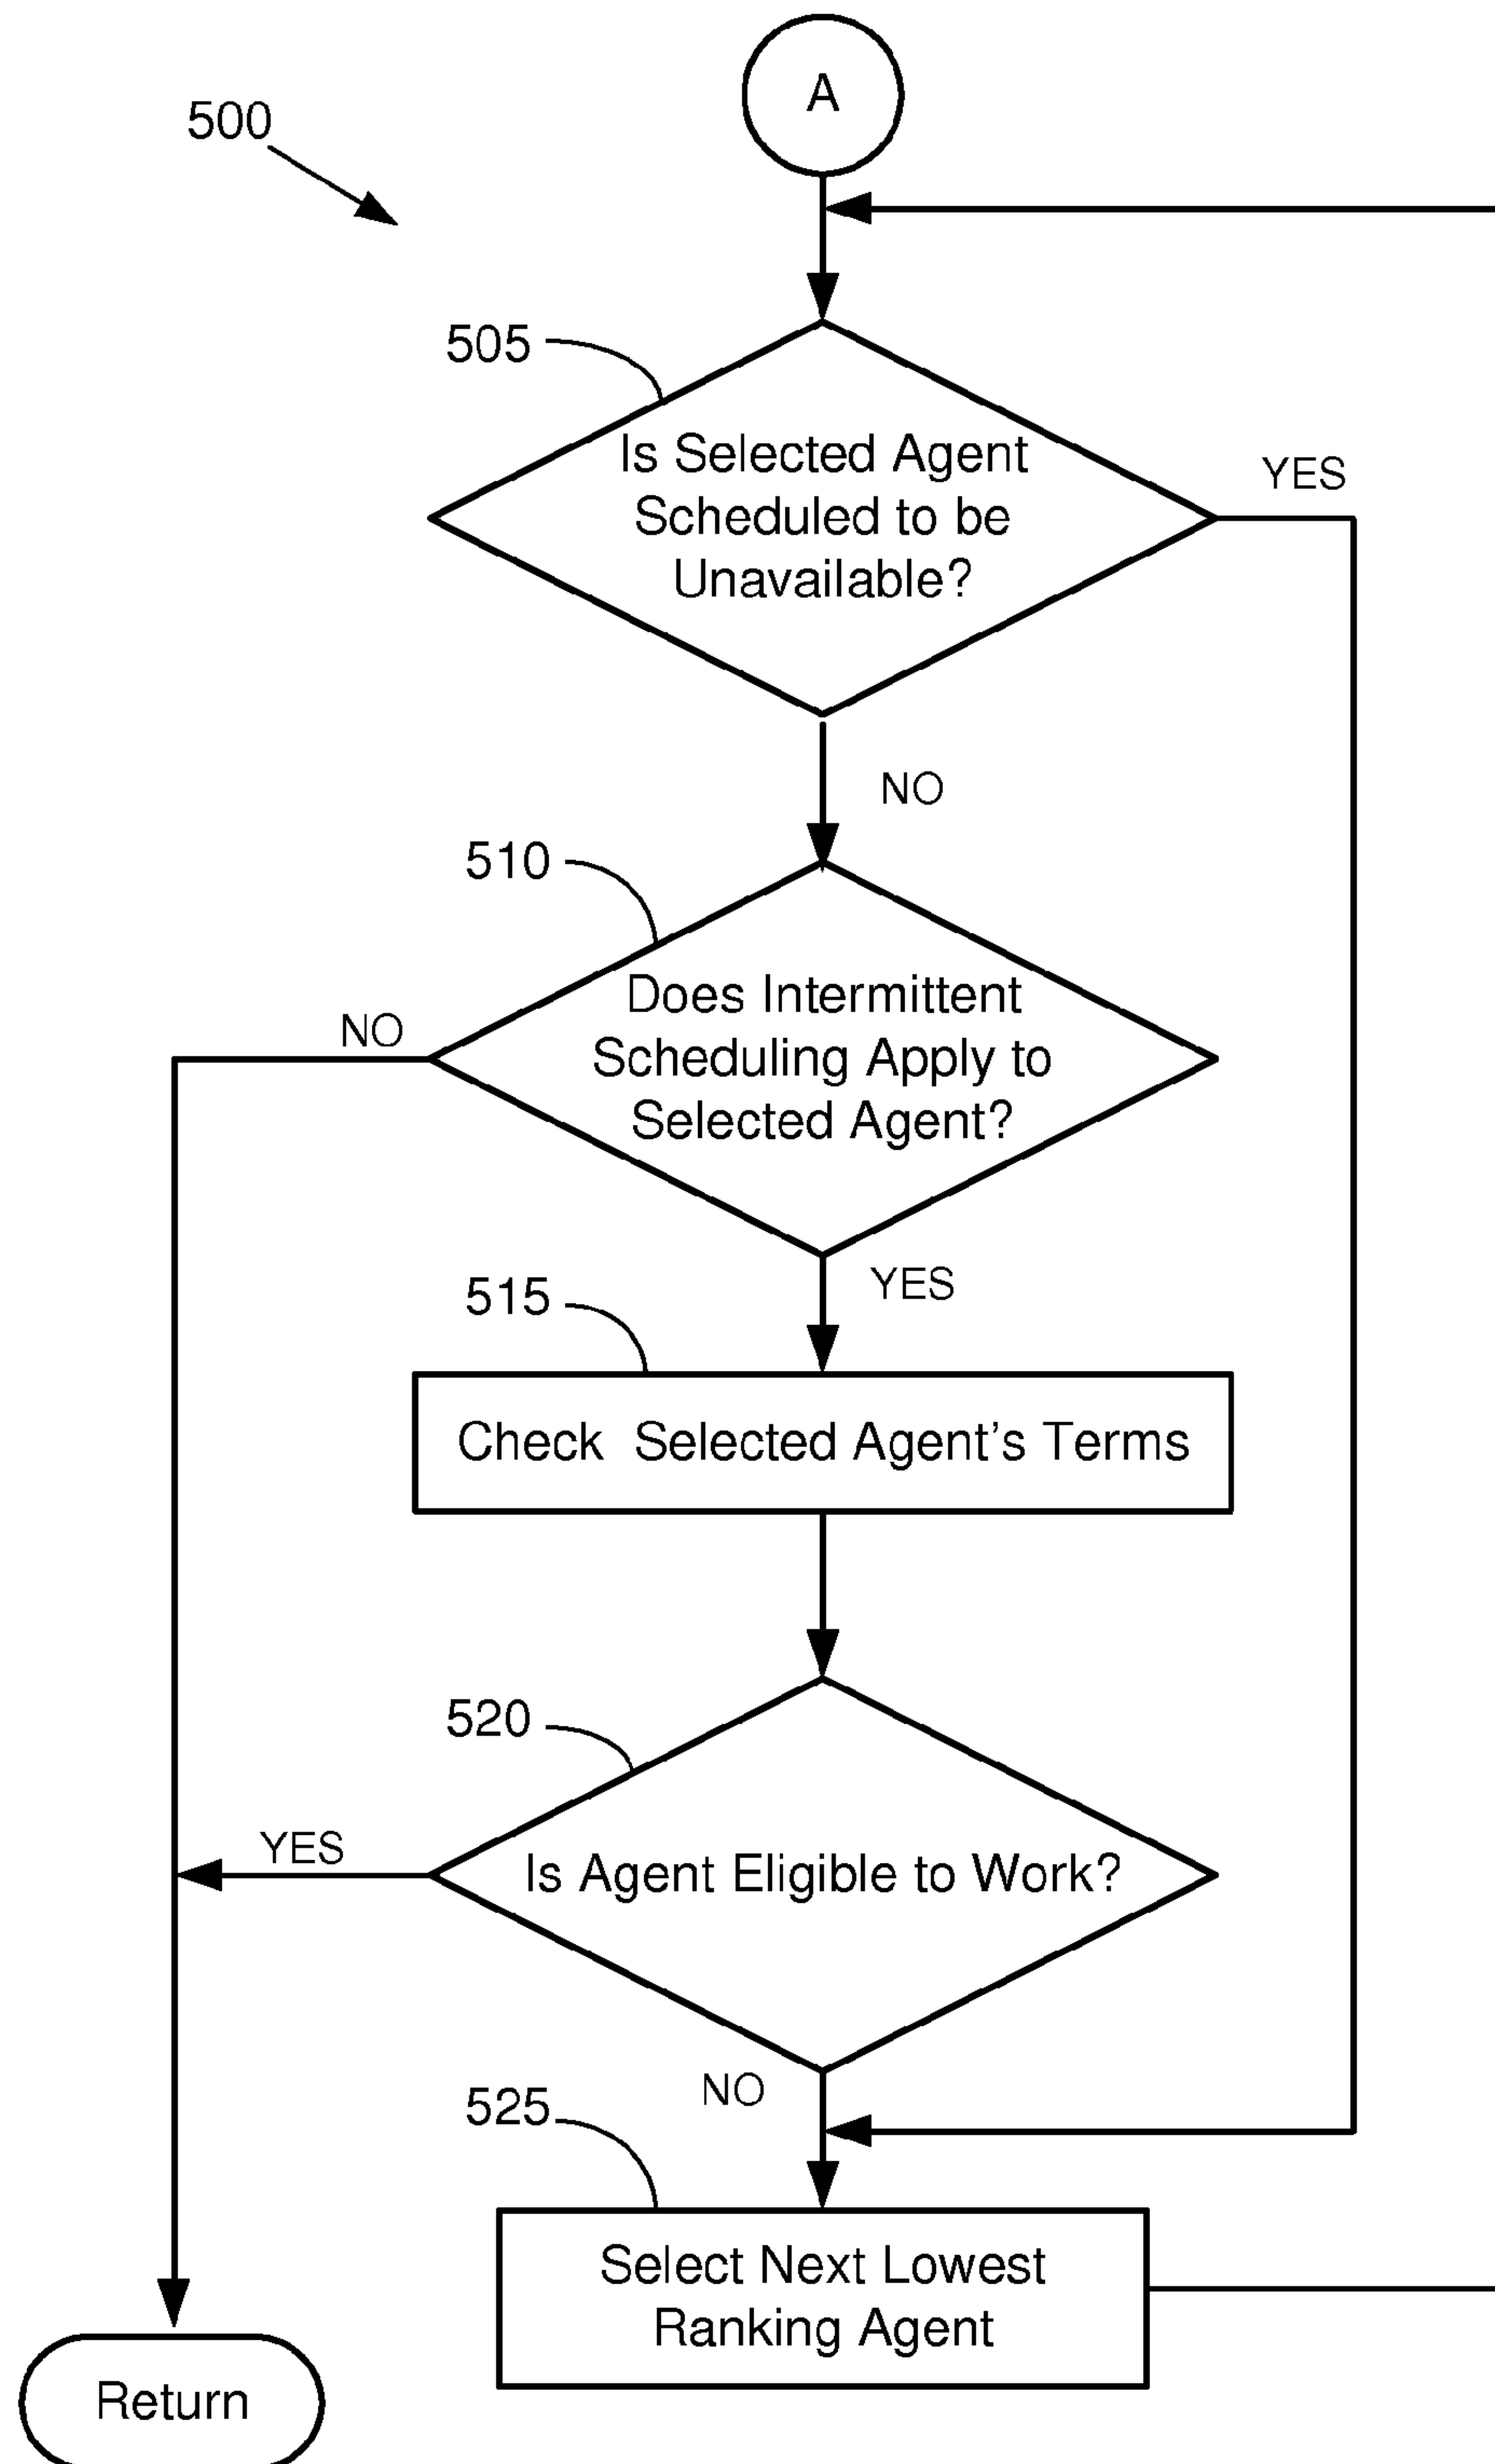 A
500
505
Is Selected Agent
Scheduled to be
Unavailable?
YES
NO
510
Does Intermittent
Scheduling Apply to
Selected Agent?
NO
YES
515
Check Selected Agent's Terms
520
Is Agent Eligible to Work?
YES
NO
525
Select Next Lowest
Ranking Agent
Return